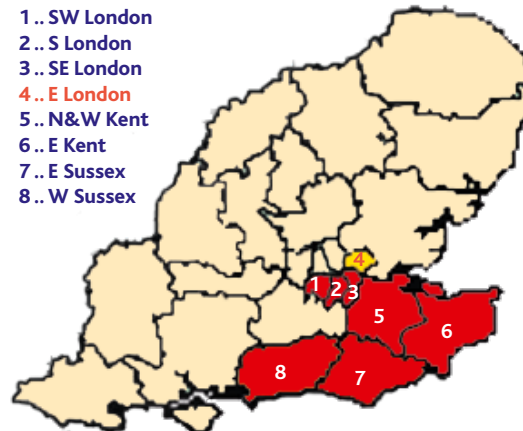 1.. SW London
2.. S London
3.. SE London
4.. E London
5.. N&W Kent
6.. E Kent
7.. E Sussex
8.. W Sussex
4
1 2 3
5
6
8
7